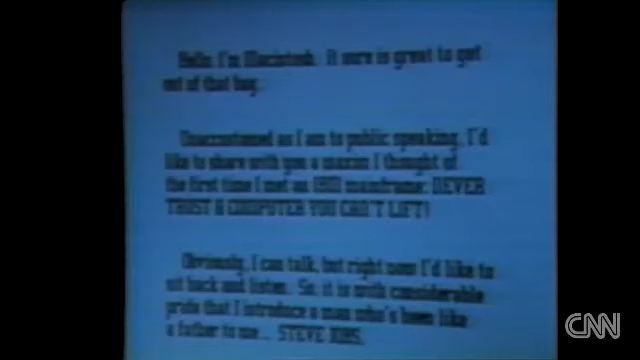 Hello. I'm Macintosh. It sure is great to get
out of that bag.
Unaccustomed as I am to public speaking, I'd
like to share with you a maxim I thought of
the first time I met an IBM mainframe: NEVER
TRUST A COMPUTER YOU CAN'T LIFT!
Obviously, I can talk, but right now I'd like to
sit back and listen. So, it is with considerable
pride that I introduce a man who's been like
a father to me... STEVE JOBS.
CNN